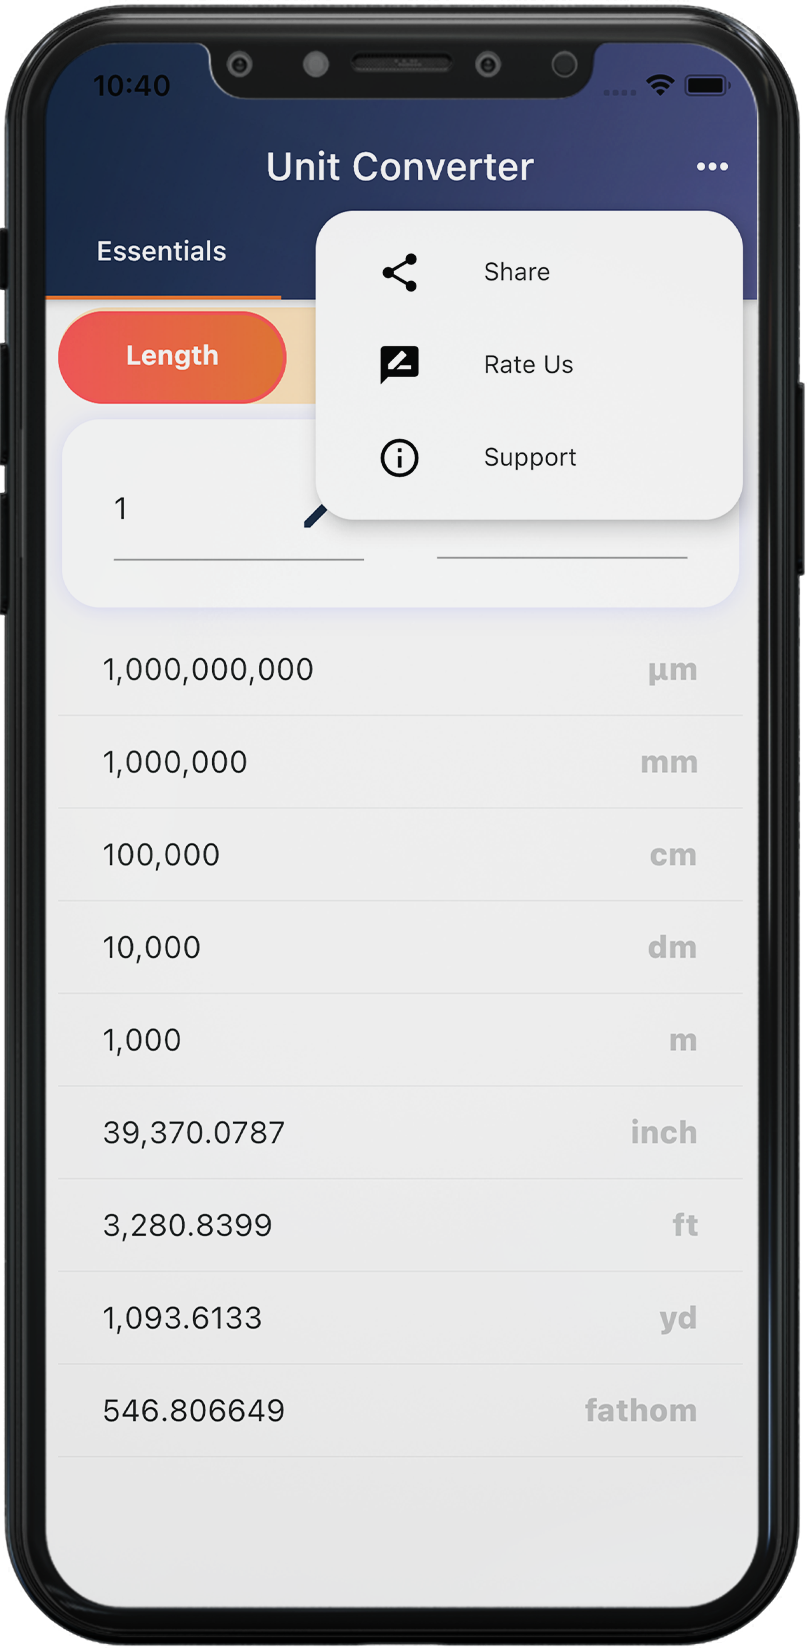 10:40
Unit Converter
Essentials
Share
Length
Rate Us
Support
1
1,000,000,000 µm
1,000,000 mm
100,000 cm
10,000 dm
1,000 m
39,370.0787 inch
3,280.8399 ft
1,093.6133 yd
546.806649 fathom